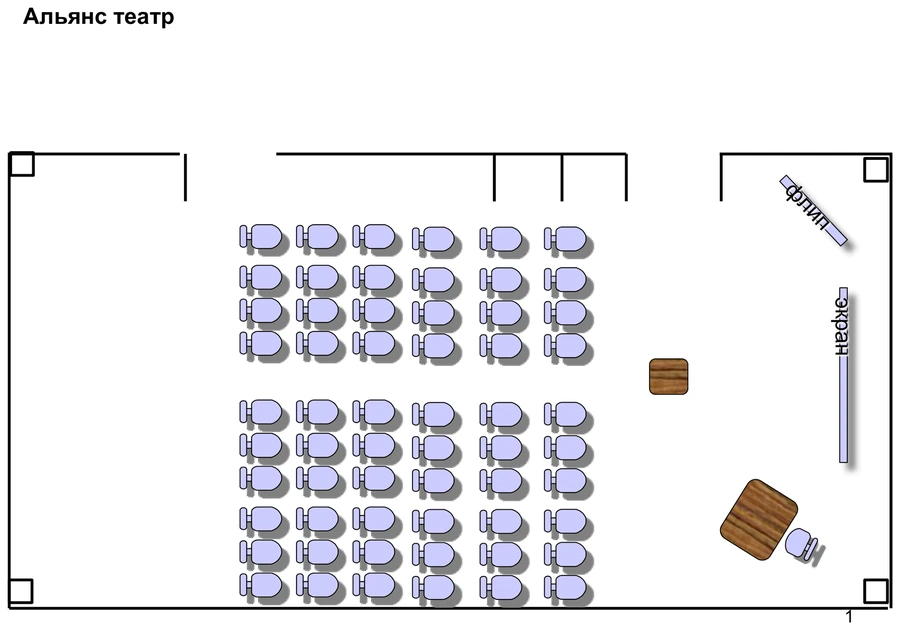 Альянс театр
флип
экран
1